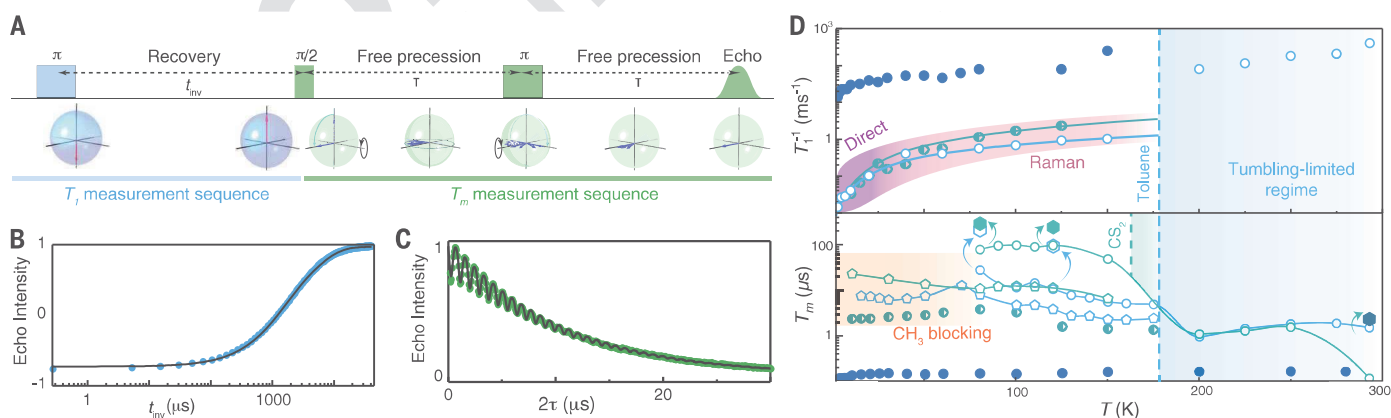 A
π
Recovery
π/2
Free precession
π
Free precession
Echo
t_inv
τ
τ
T_1 measurement sequence
T_m measurement sequence
B
Echo Intensity
1
0
-1
1
1000
t_inv (μs)
C
Echo Intensity
1
0
0
10
20
2τ (μs)
D
T_1^-1 (ms^-1)
10^3
1
Direct
Raman
Toluene
Tumbling-limited
regime
T_m (μs)
100
1
CS_2
CH_3 blocking
100
200
300
T (K)